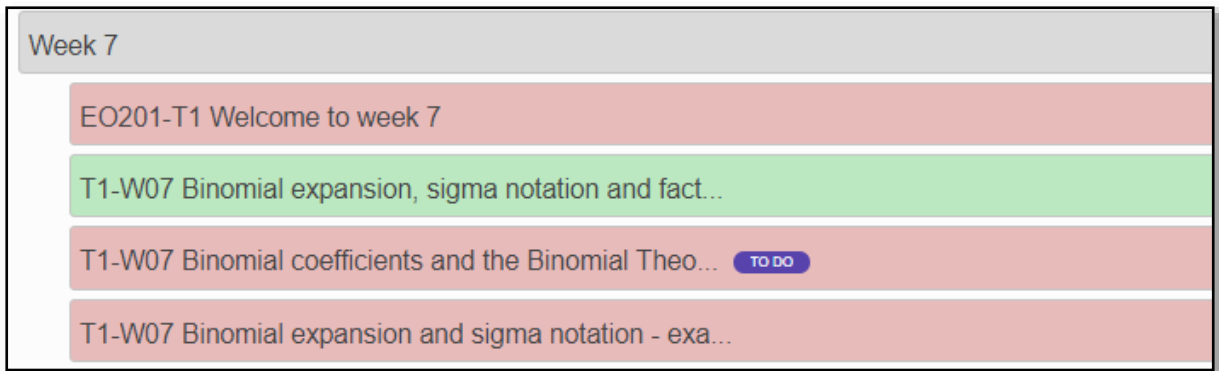 Week 7
EO201-T1 Welcome to week 7
T1-W07 Binomial expansion, sigma notation and fact...
T1-W07 Binomial coefficients and the Binomial Theo... TO DO
T1-W07 Binomial expansion and sigma notation - exa...